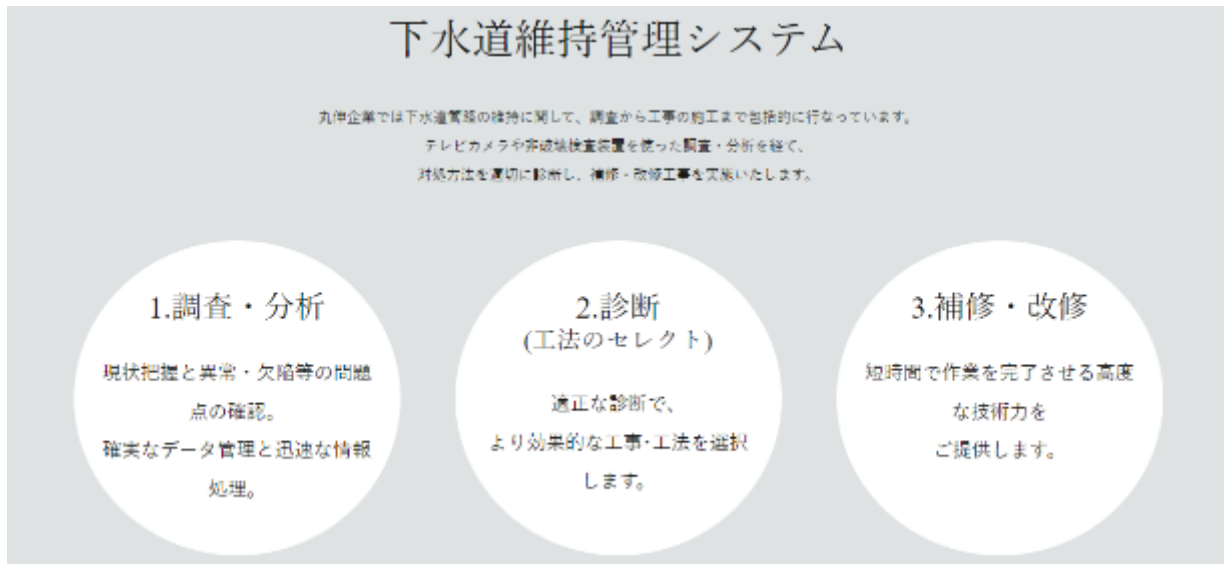 下水道維持管理システム
丸伸企業では下水道管路の維持に関して、調査から工事の施工まで包括的に行なっています。
テレビカメラや非破壊検査装置を使った調査・分析を経て、
対処方法を適切に診断し、補修・改修工事を実施いたします。
1.調査・分析
現状把握と異常・欠陥等の問題
点の確認。
確実なデータ管理と迅速な情報
処理。
2.診断
(工法のセレクト)
適正な診断で、
より効果的な工事･工法を選択
します。
3.補修・改修
短時間で作業を完了させる高度
な技術力を
ご提供します。